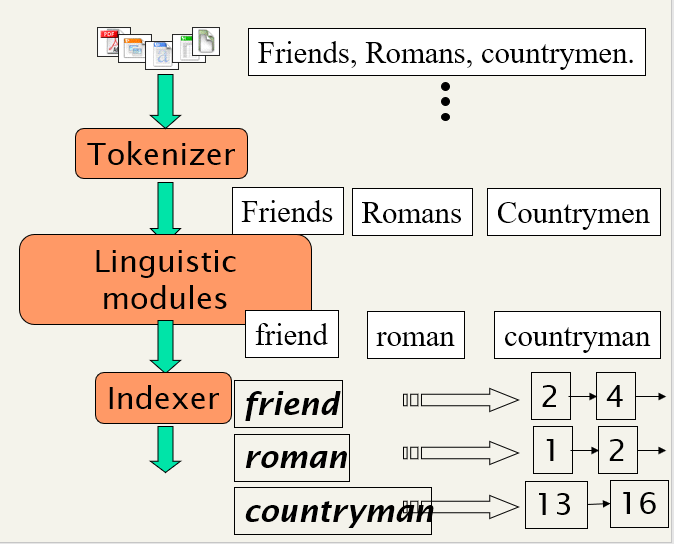 Friends, Romans, countrymen.
Tokenizer
Friends Romans Countrymen
Linguistic
modules
friend roman countryman
Indexer
friend 2 4
roman 1 2
countryman 13 16